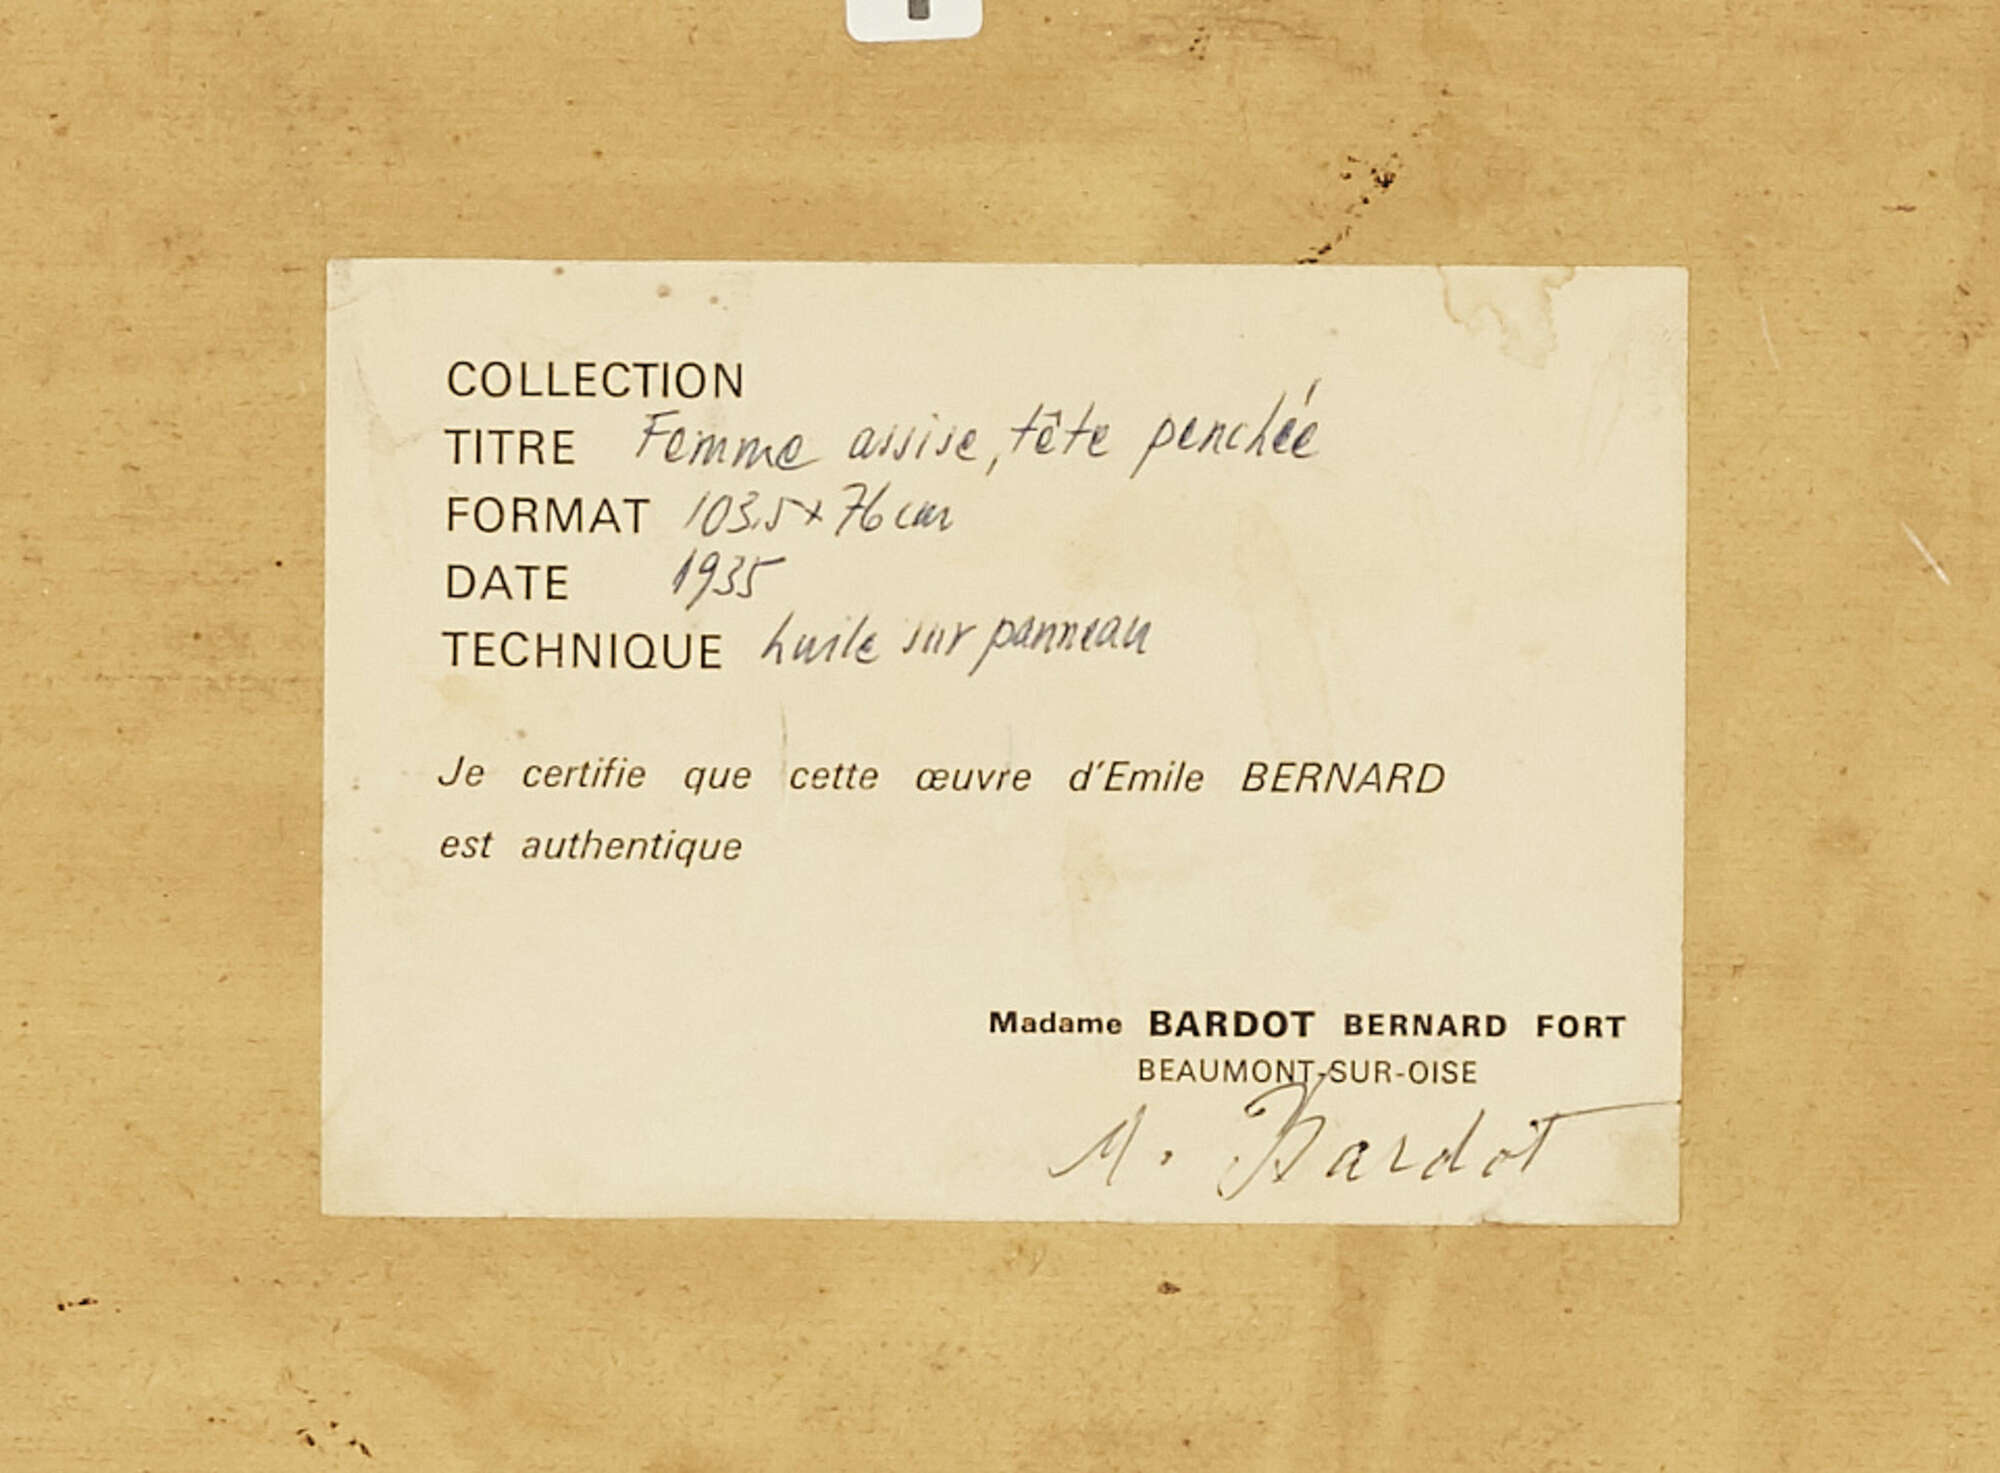 COLLECTION
TITRE Femme assise, tête penchée
FORMAT 103,5 x 76 cm
DATE 1935
TECHNIQUE huile sur panneau
Je certifie que cette œuvre d'Emile BERNARD
est authentique
Madame BARDOT BERNARD FORT
BEAUMONT-SUR-OISE
M. Bardot